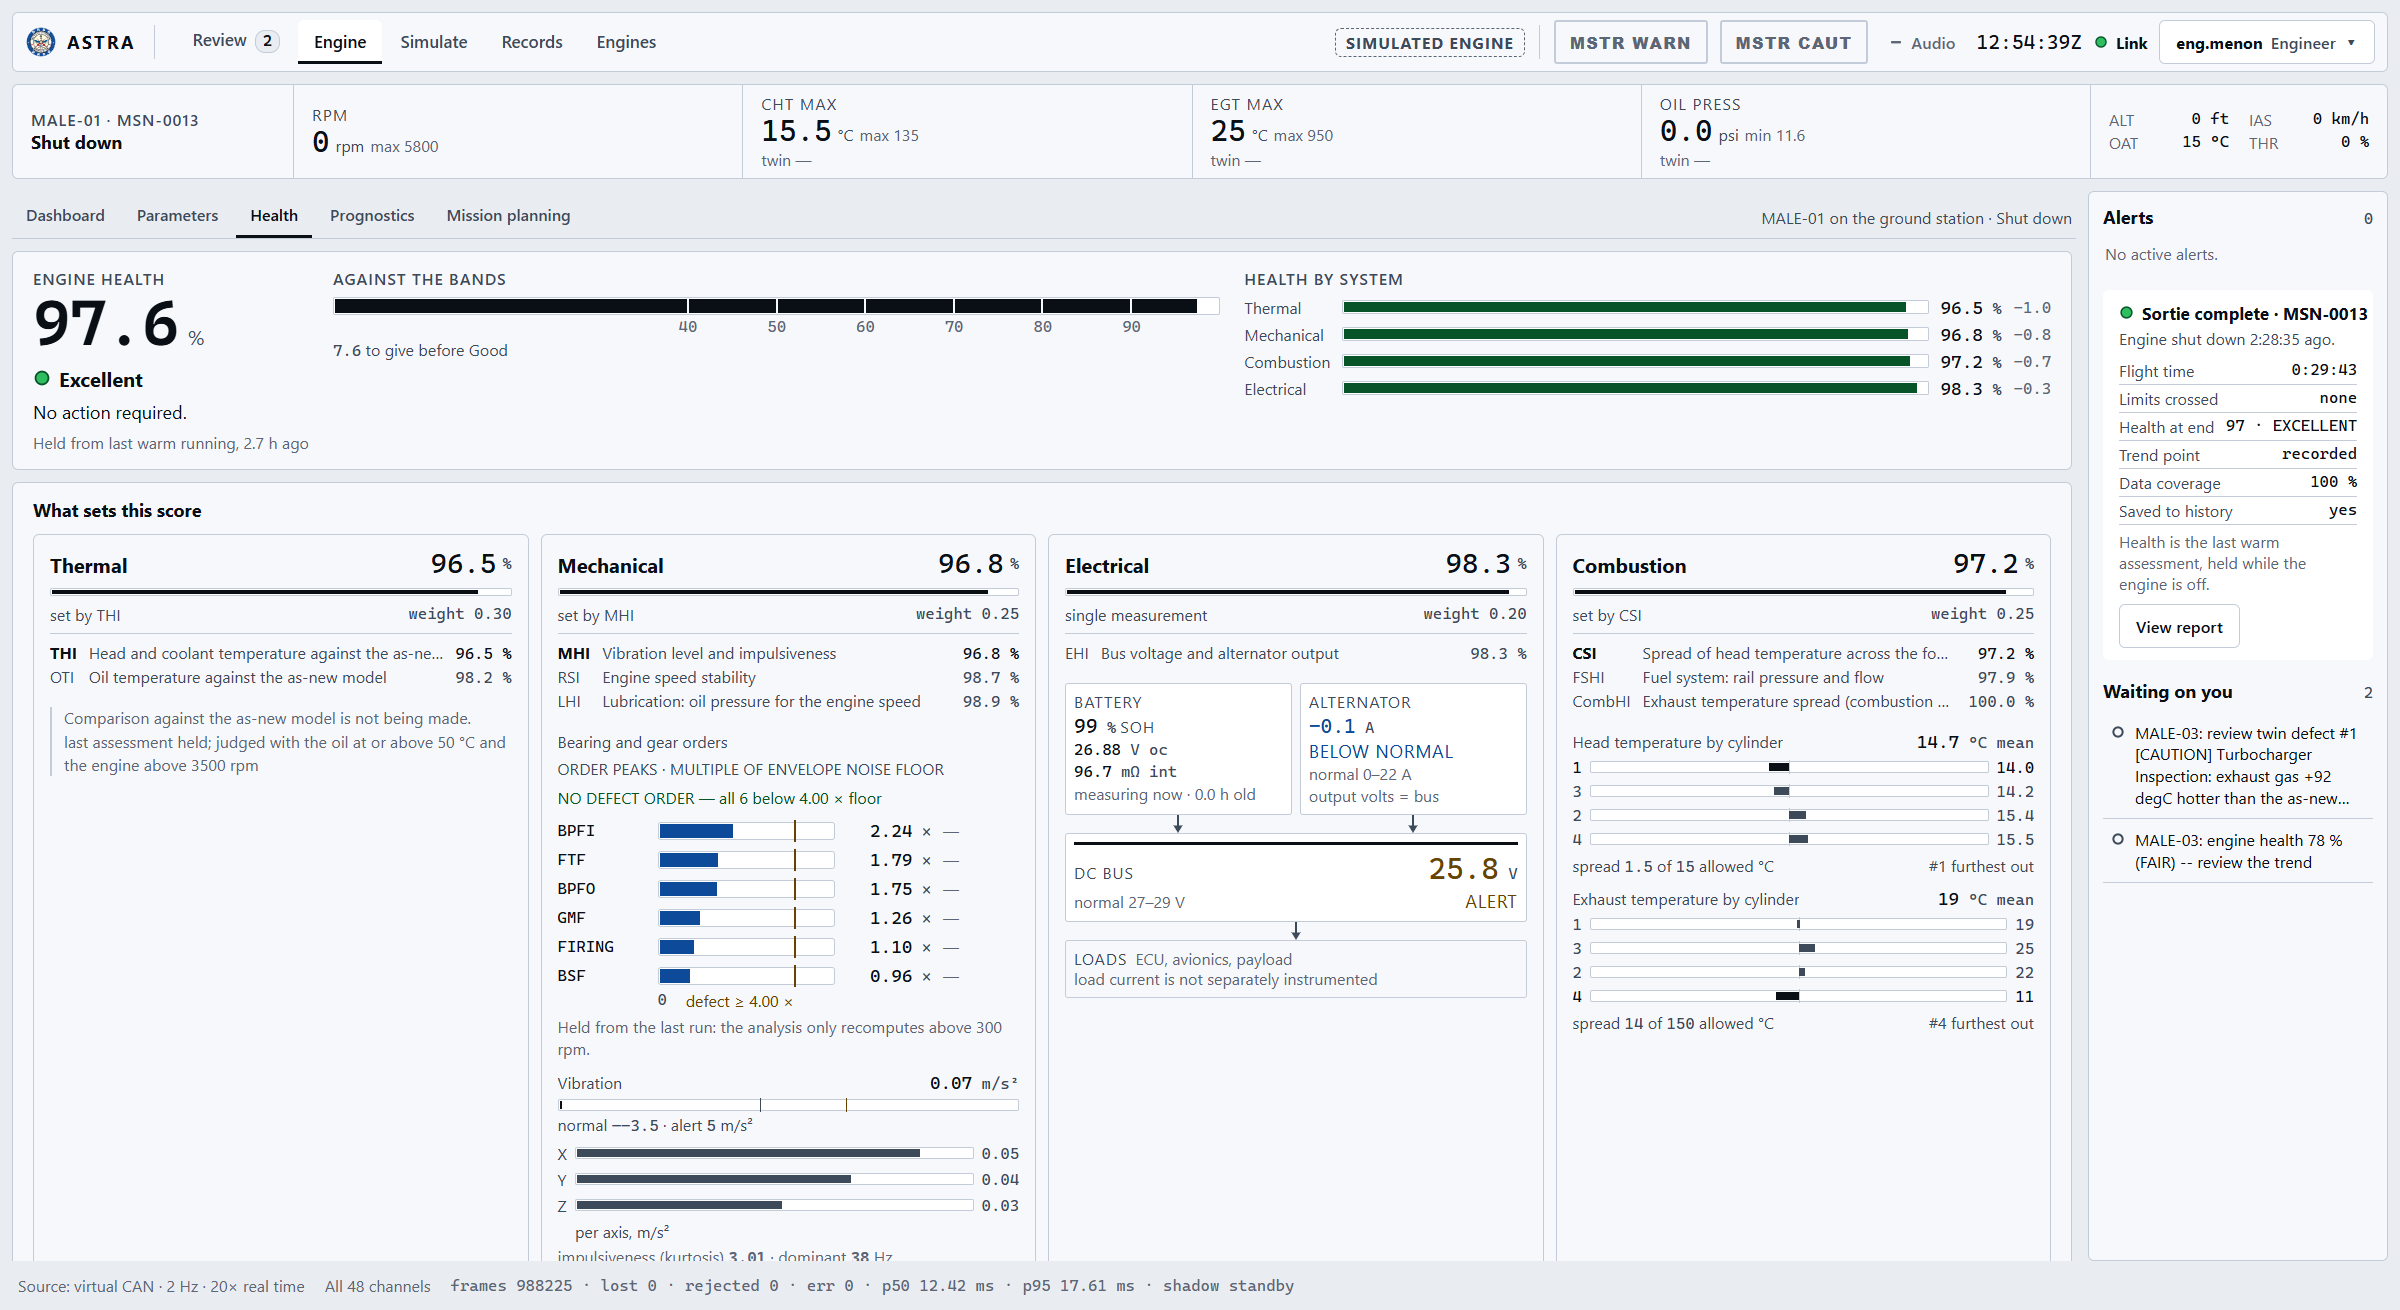 ASTRA
Review 2
Engine
Simulate
Records
Engines
SIMULATED ENGINE
MSTR WARN
MSTR CAUT
– Audio
12:54:39Z
Link
eng.menon Engineer ▼
MALE-01 · MSN-0013
Shut down
RPM
0 rpm max 5800
CHT MAX
15.5 °C max 135
twin —
EGT MAX
25 °C max 950
twin —
OIL PRESS
0.0 psi min 11.6
twin —
ALT 0 ft IAS 0 km/h
OAT 15 °C THR 0 %
Dashboard
Parameters
Health
Prognostics
Mission planning
MALE-01 on the ground station · Shut down
ENGINE HEALTH
97.6 %
Excellent
No action required.
Held from last warm running, 2.7 h ago
AGAINST THE BANDS
40 50 60 70 80 90
7.6 to give before Good
HEALTH BY SYSTEM
Thermal 96.5 % −1.0
Mechanical 96.8 % −0.8
Combustion 97.2 % −0.7
Electrical 98.3 % −0.3
What sets this score
Thermal 96.5 %
set by THI weight 0.30
THI Head and coolant temperature against the as-ne... 96.5 %
OTI Oil temperature against the as-new model 98.2 %
Comparison against the as-new model is not being made.
last assessment held; judged with the oil at or above 50 °C and
the engine above 3500 rpm
Mechanical 96.8 %
set by MHI weight 0.25
MHI Vibration level and impulsiveness 96.8 %
RSI Engine speed stability 98.7 %
LHI Lubrication: oil pressure for the engine speed 98.9 %
Bearing and gear orders
ORDER PEAKS · MULTIPLE OF ENVELOPE NOISE FLOOR
NO DEFECT ORDER — all 6 below 4.00 × floor
BPFI 2.24 × —
FTF 1.79 × —
BPFO 1.75 × —
GMF 1.26 × —
FIRING 1.10 × —
BSF 0.96 × —
0 defect ≥ 4.00 ×
Held from the last run: the analysis only recomputes above 300
rpm.
Vibration 0.07 m/s²
normal —–3.5 · alert 5 m/s²
X 0.05
Y 0.04
Z 0.03
per axis, m/s²
impulsiveness (kurtosis) 3.01 · dominant 38 Hz
Electrical 98.3 %
single measurement weight 0.20
EHI Bus voltage and alternator output 98.3 %
BATTERY
99 % SOH
26.88 V oc
96.7 mΩ int
measuring now · 0.0 h old
ALTERNATOR
−0.1 A
BELOW NORMAL
normal 0–22 A
output volts = bus
DC BUS 25.8 V
normal 27–29 V ALERT
LOADS ECU, avionics, payload
load current is not separately instrumented
Combustion 97.2 %
set by CSI weight 0.25
CSI Spread of head temperature across the fo... 97.2 %
FSHI Fuel system: rail pressure and flow 97.9 %
CombHI Exhaust temperature spread (combustion ... 100.0 %
Head temperature by cylinder 14.7 °C mean
1 14.0
3 14.2
2 15.4
4 15.5
spread 1.5 of 15 allowed °C #1 furthest out
Exhaust temperature by cylinder 19 °C mean
1 19
3 25
2 22
4 11
spread 14 of 150 allowed °C #4 furthest out
Alerts 0
No active alerts.
Sortie complete · MSN-0013
Engine shut down 2:28:35 ago.
Flight time 0:29:43
Limits crossed none
Health at end 97 · EXCELLENT
Trend point recorded
Data coverage 100 %
Saved to history yes
Health is the last warm
assessment, held while the
engine is off.
View report
Waiting on you 2
MALE-03: review twin defect #1
[CAUTION] Turbocharger
Inspection: exhaust gas +92
degC hotter than the as-new...
MALE-03: engine health 78 %
(FAIR) -- review the trend
Source: virtual CAN · 2 Hz · 20× real time All 48 channels frames 988225 · lost 0 · rejected 0 · err 0 · p50 12.42 ms · p95 17.61 ms · shadow standby